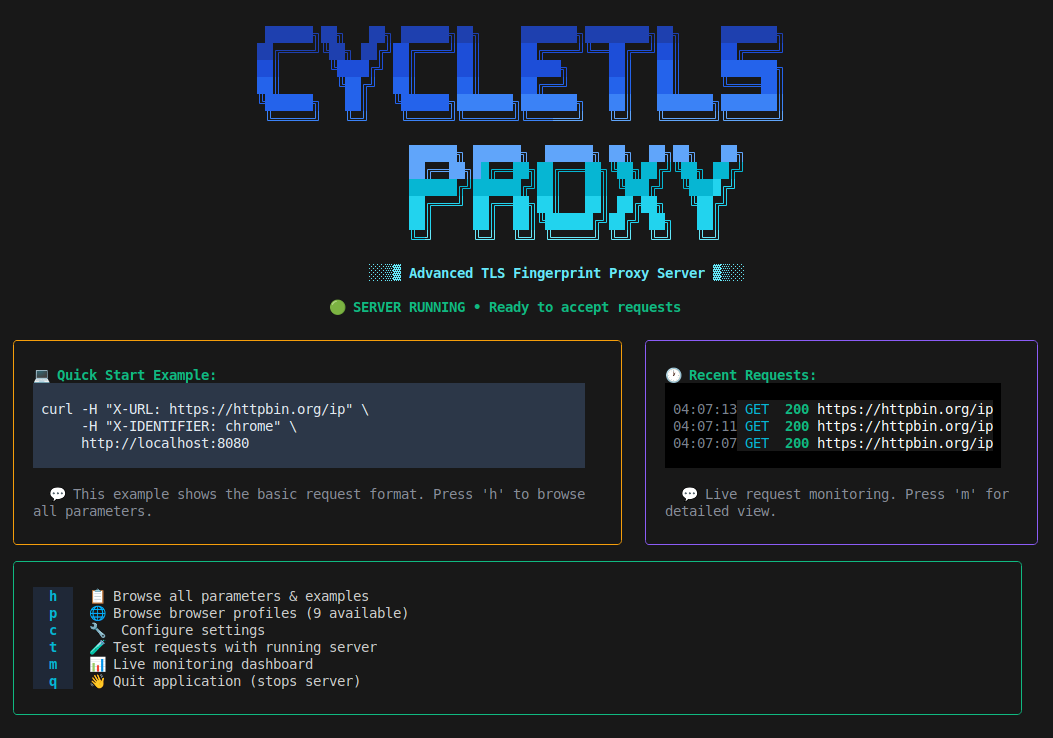 CYCLETLS
PROXY
Advanced TLS Fingerprint Proxy Server
SERVER RUNNING • Ready to accept requests
Quick Start Example:
curl -H "X-URL: https://httpbin.org/ip" \
-H "X-IDENTIFIER: chrome" \
http://localhost:8080
This example shows the basic request format. Press 'h' to browse
all parameters.
Recent Requests:
04:07:13 GET 200 https://httpbin.org/ip
04:07:11 GET 200 https://httpbin.org/ip
04:07:07 GET 200 https://httpbin.org/ip
Live request monitoring. Press 'm' for
detailed view.
h Browse all parameters & examples
p Browse browser profiles (9 available)
c Configure settings
t Test requests with running server
m Live monitoring dashboard
q Quit application (stops server)